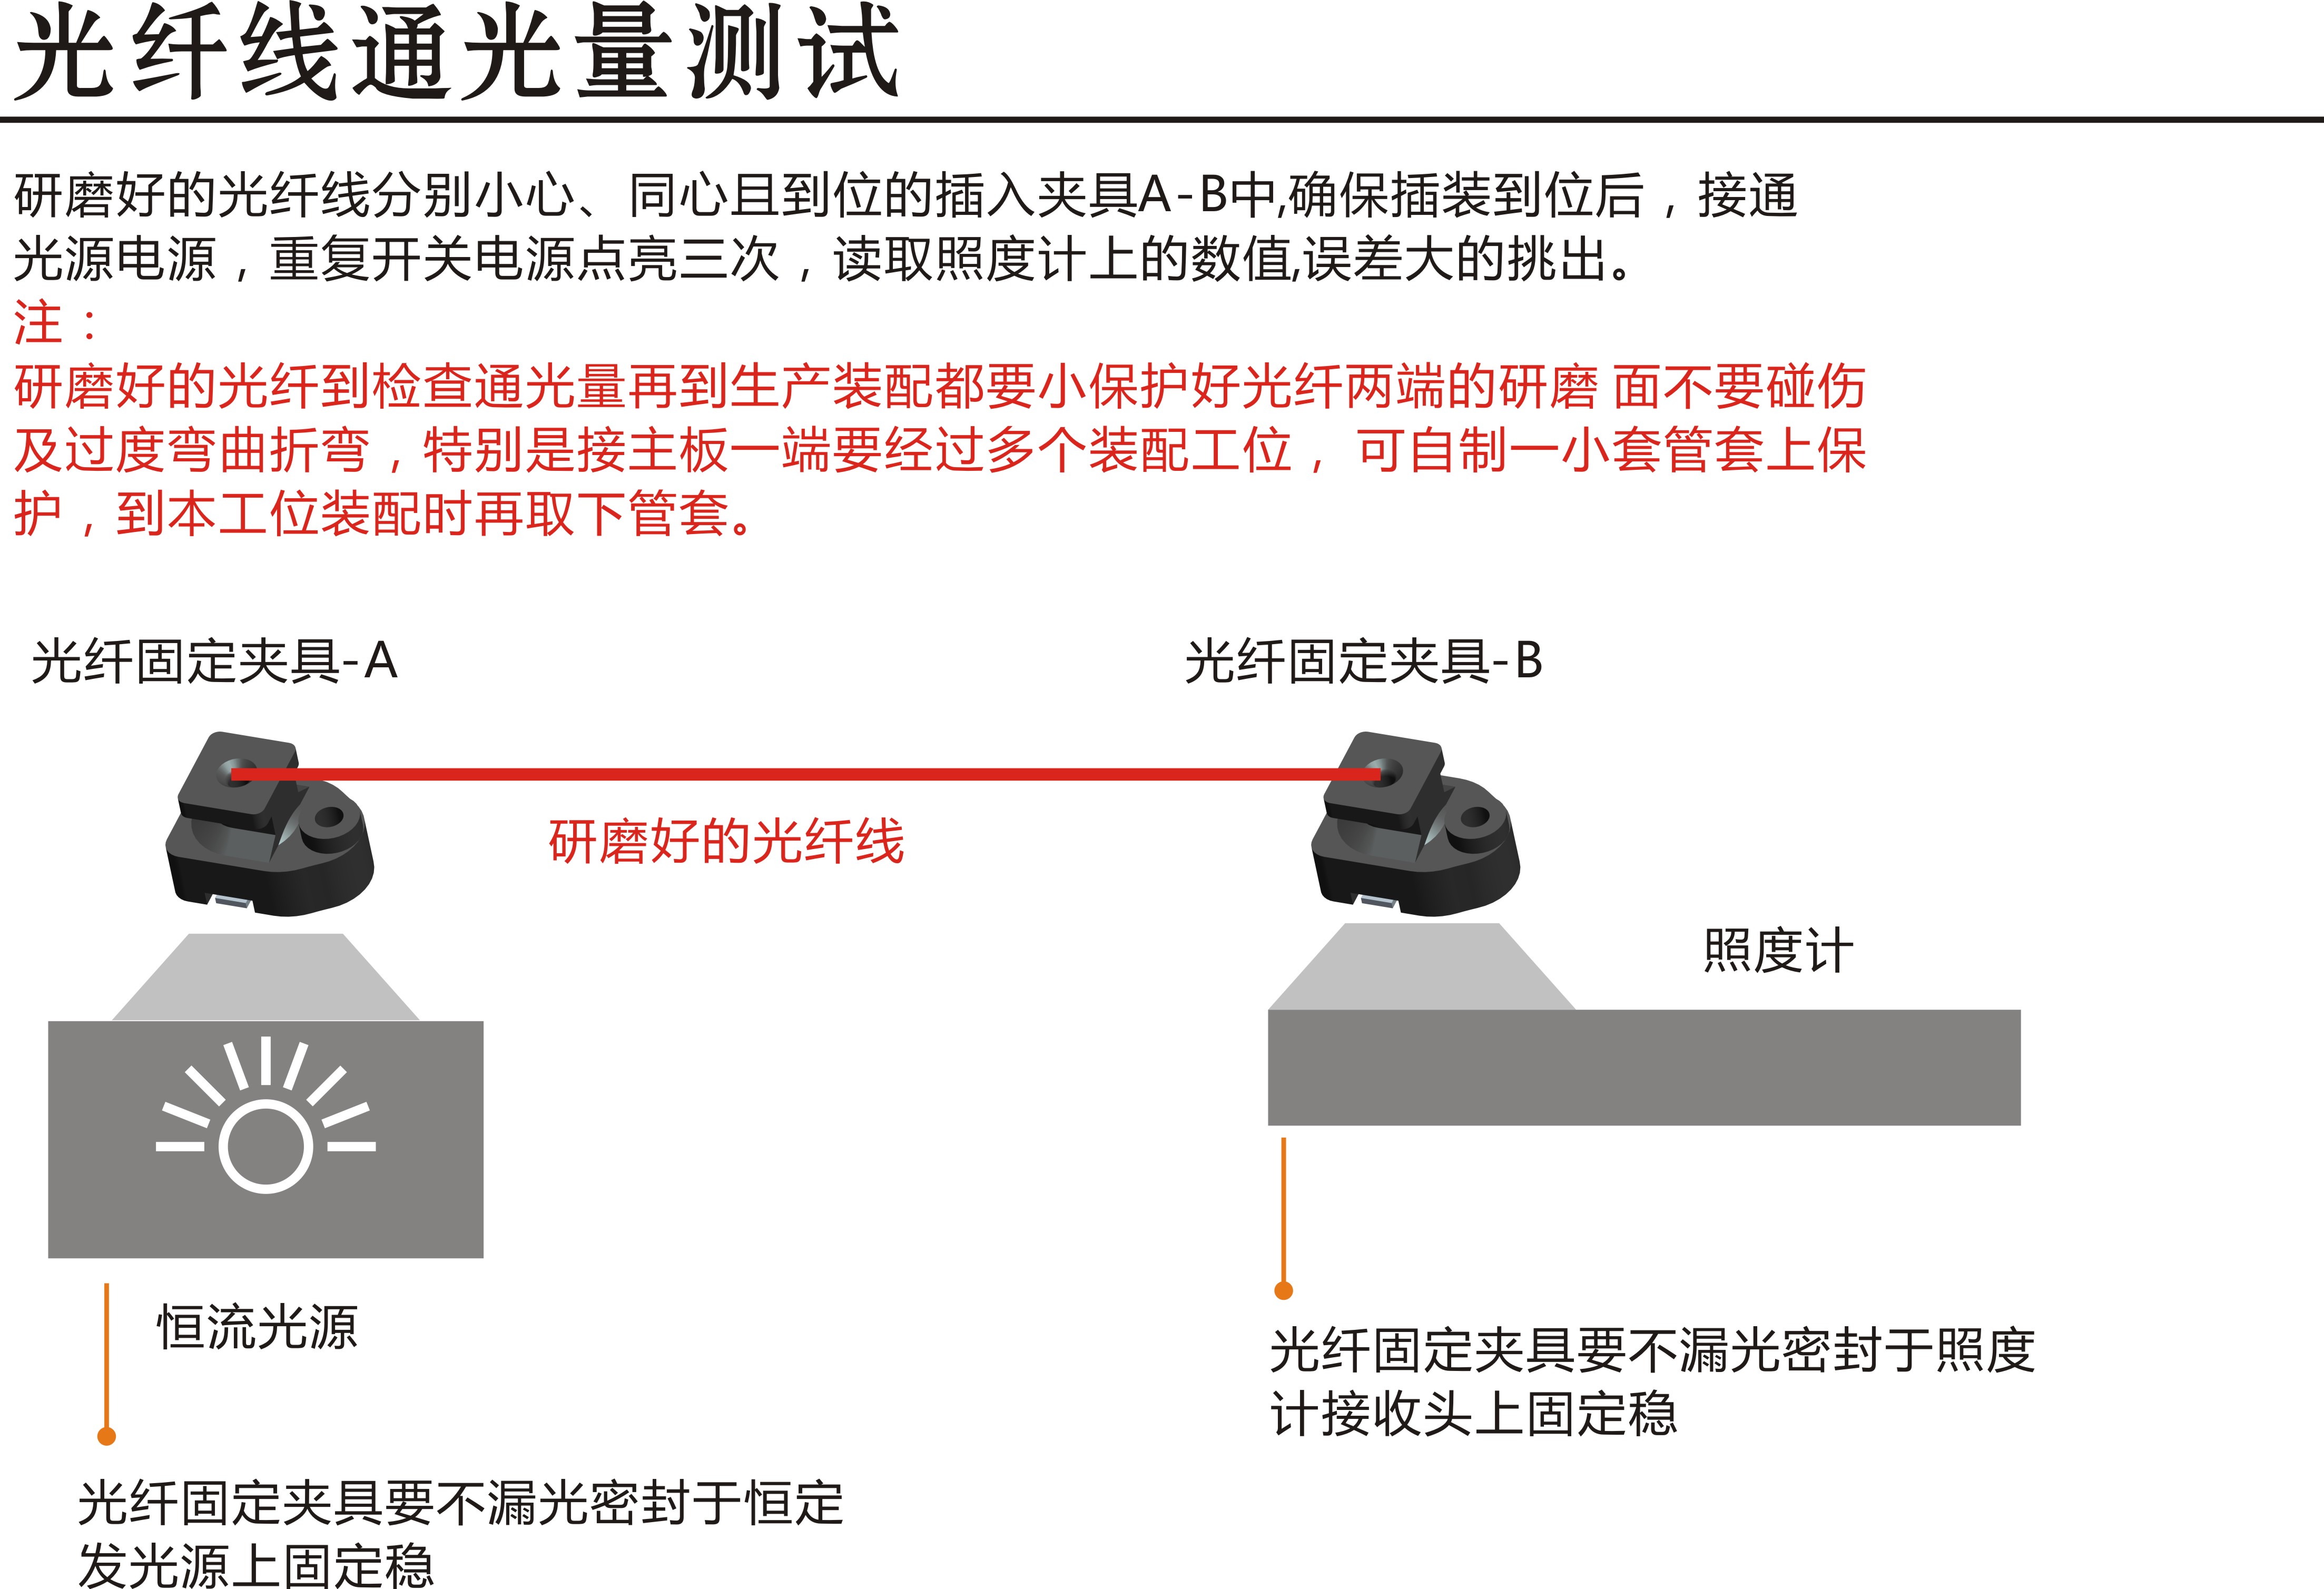 光纤线通光量测试
研磨好的光纤线分别小心、同心且到位的插入夹具A-B中,确保插装到位后，接通
光源电源，重复开关电源点亮三次，读取照度计上的数值,误差大的挑出。
注：
研磨好的光纤到检查通光量再到生产装配都要小保护好光纤两端的研磨 面不要碰伤
及过度弯曲折弯，特别是接主板一端要经过多个装配工位， 可自制一小套管套上保
护，到本工位装配时再取下管套。
光纤固定夹具-A
光纤固定夹具-B
研磨好的光纤线
照度计
恒流光源
光纤固定夹具要不漏光密封于照度
计接收头上固定稳
光纤固定夹具要不漏光密封于恒定
发光源上固定稳